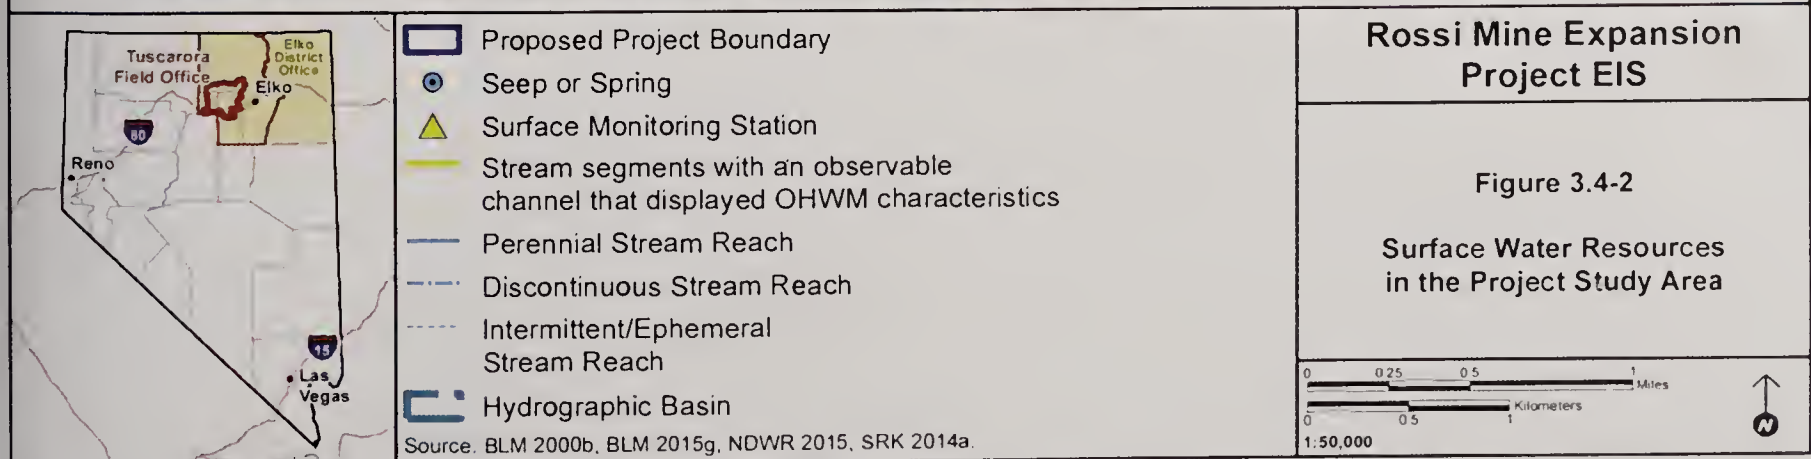 Tuscarora
Field Office
Elko
District
Office
Elko
80
Reno
15
Las
Vegas
Proposed Project Boundary
Seep or Spring
Surface Monitoring Station
Stream segments with an observable
channel that displayed OHWM characteristics
Perennial Stream Reach
Discontinuous Stream Reach
Intermittent/Ephemeral
Stream Reach
Hydrographic Basin
Source. BLM 2000b, BLM 2015g, NDWR 2015, SRK 2014a.
Rossi Mine Expansion
Project EIS
Figure 3.4-2
Surface Water Resources
in the Project Study Area
0 0.25 0.5 1
Miles
Kilometers
0 0.5 1
1:50,000
N